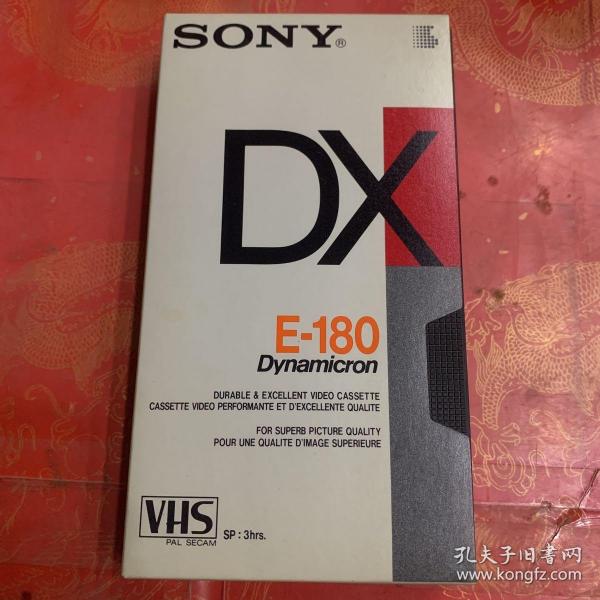 SONY®
DX
E-180
Dynamicron
DURABLE & EXCELLENT VIDEO CASSETTE
CASSETTE VIDEO PERFORMANTE ET D'EXCELLENTE QUALITE
FOR SUPERB PICTURE QUALITY
POUR UNE QUALITE D'IMAGE SUPERIEURE
VHS
PAL SECAM
SP : 3hrs.
孔夫子旧书网
www.kongfz.com